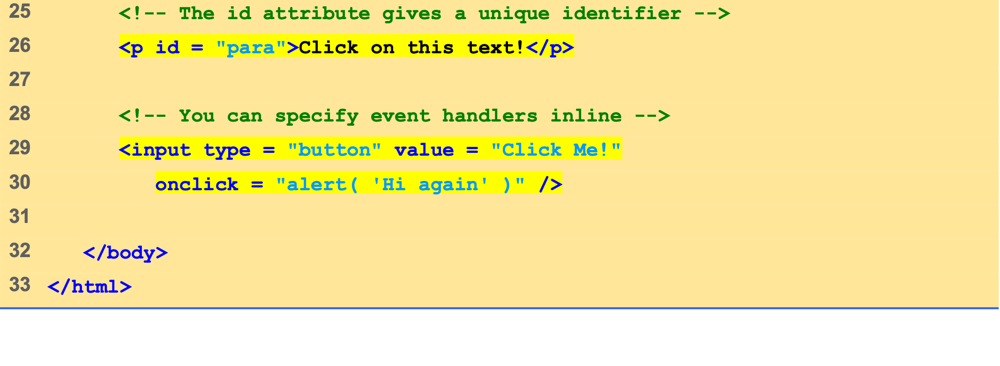 25 <!-- The id attribute gives a unique identifier -->
26 <p id = "para">Click on this text!</p>
27
28 <!-- You can specify event handlers inline -->
29 <input type = "button" value = "Click Me!"
30 onclick = "alert( 'Hi again' )" />
31
32 </body>
33 </html>